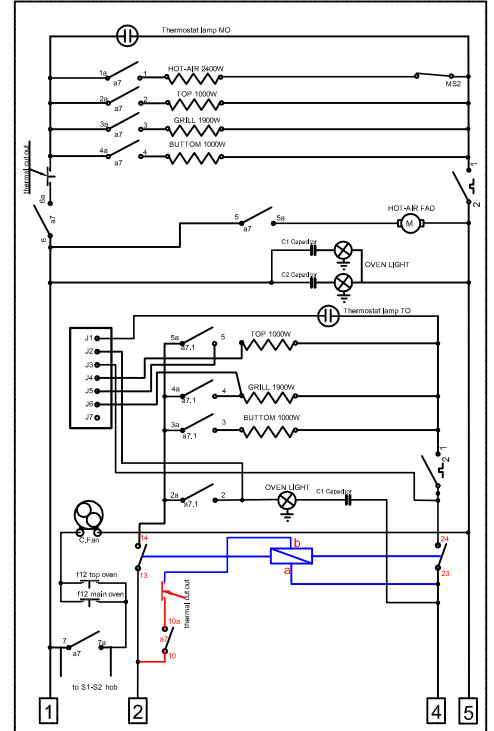 Thermostat lamp MO
HOT-AIR 2400W
1a
1
a7
MS2
TOP 1000W
2a
2
a7
GRILL 1900W
3a
3
a7
BUTTOM 1000W
4a
4
a7
thermal cut out
6a
a7
6
1
2
HOT-AIR FAD
5
5a
a7
M
C1 Capacitor
OVEN LIGHT
C2 Capacitor
Thermostat lamp TO
J1
J2
J3
J4
J5
J6
J7
5a
5
a7.1
TOP 1000W
4a
4
a7.1
GRILL 1900W
3a
3
a7.1
BUTTOM 1000W
1
2
OVEN LIGHT
C1 Capacitor
2a
2
a7.1
C.Fan
14
13
b
a
24
23
thermal cut out
f12 top oven
f12 main oven
10a
a7
10
7
7a
a7
to S1-S2 hob
1
2
4
5